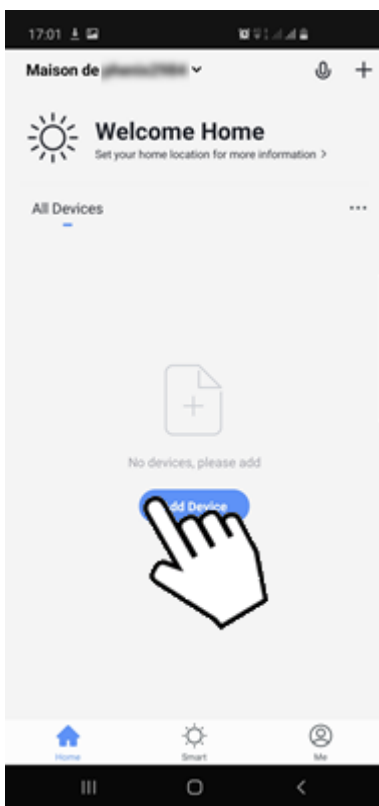 17:01
Maison de
Welcome Home
Set your home location for more information >
All Devices
No devices, please add
Add Device
Home
Smart
Me